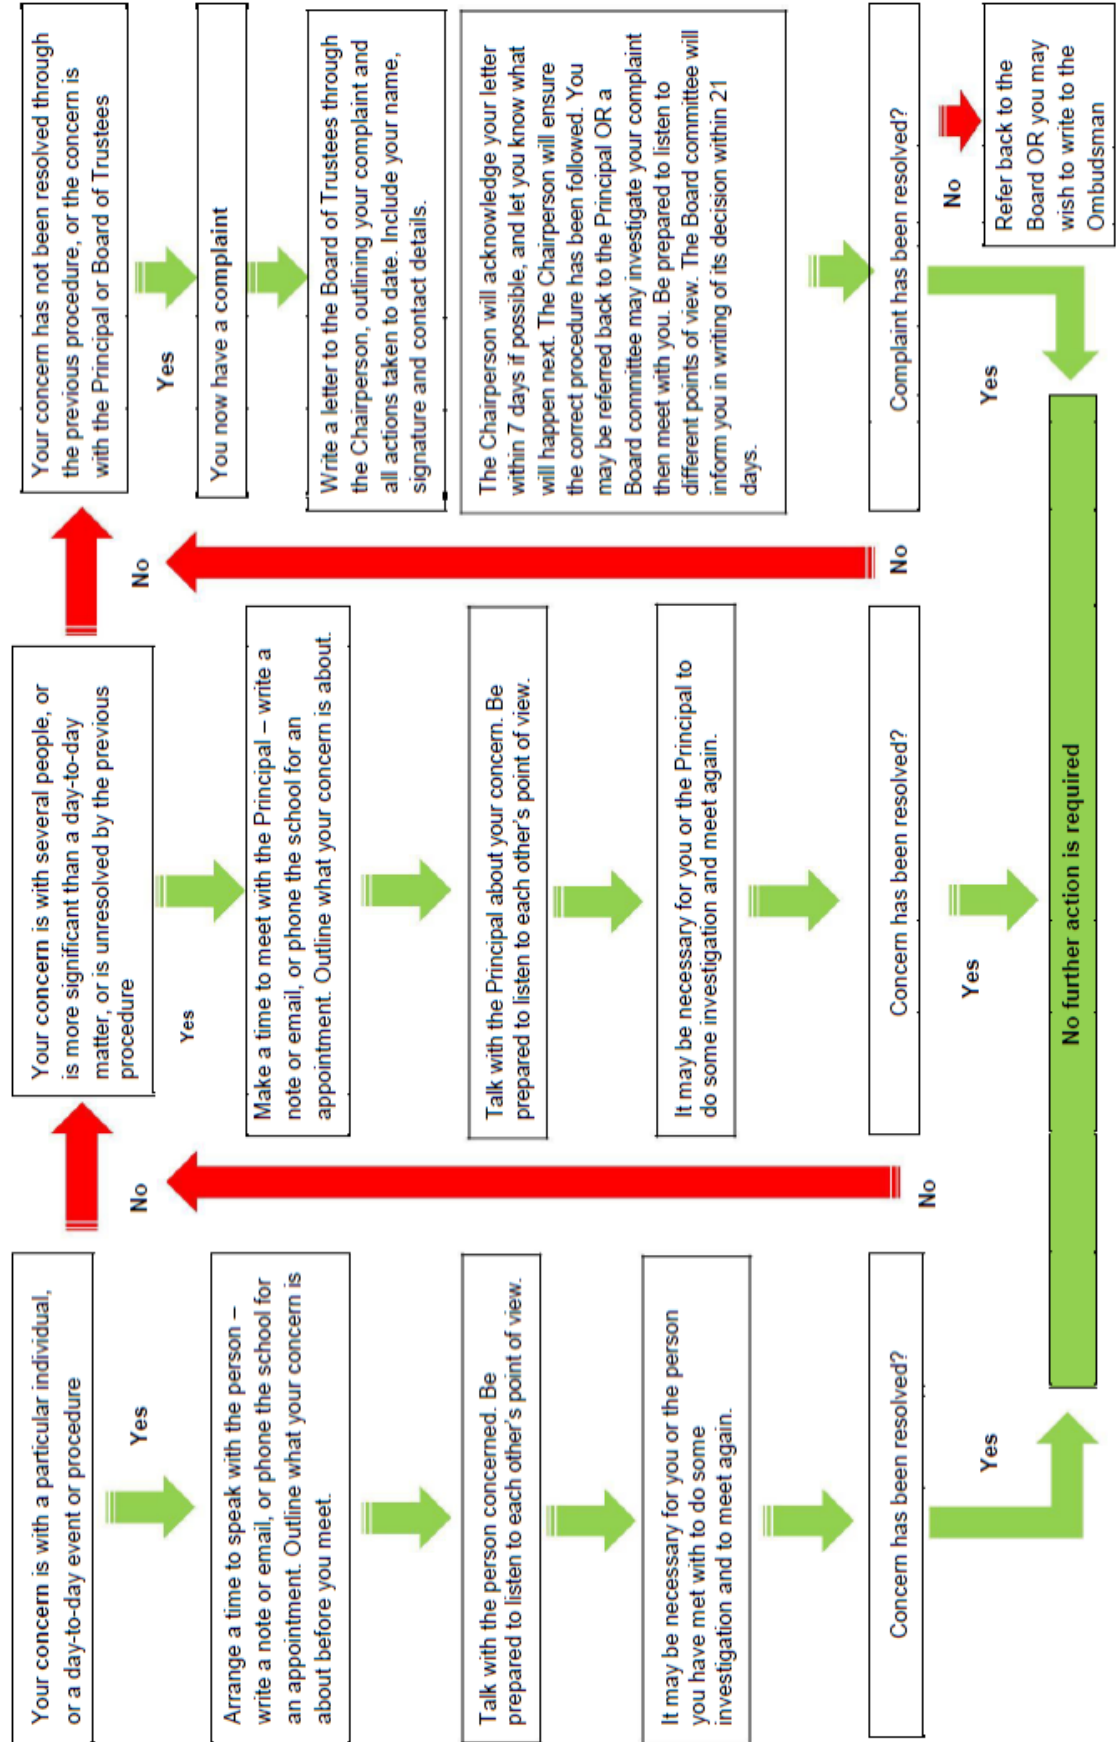 Your concern is with a particular individual,
or a day-to-day event or procedure
Yes
Arrange a time to speak with the person –
write a note or email, or phone the school for
an appointment. Outline what your concern is
about before you meet.
Talk with the person concerned. Be
prepared to listen to each other's point of view.
It may be necessary for you or the person
you have met with to do some
investigation and to meet again.
Concern has been resolved?
Yes
No
No
Your concern is with several people, or
is more significant than a day-to-day
matter, or is unresolved by the previous
procedure
Yes
Make a time to meet with the Principal – write a
note or email, or phone the school for an
appointment. Outline what your concern is about.
Talk with the Principal about your concern. Be
prepared to listen to each other's point of view.
It may be necessary for you or the Principal to
do some investigation and meet again.
Concern has been resolved?
Yes
No
No
Your concern has not been resolved through
the previous procedure, or the concern is
with the Principal or Board of Trustees
Yes
You now have a complaint
Write a letter to the Board of Trustees through
the Chairperson, outlining your complaint and
all actions taken to date. Include your name,
signature and contact details.
The Chairperson will acknowledge your letter
within 7 days if possible, and let you know what
will happen next. The Chairperson will ensure
the correct procedure has been followed. You
may be referred back to the Principal OR a
Board committee may investigate your complaint
then meet with you. Be prepared to listen to
different points of view. The Board committee will
inform you in writing of its decision within 21
days.
Complaint has been resolved?
Yes
No
Refer back to the
Board OR you may
wish to write to the
Ombudsman
No further action is required